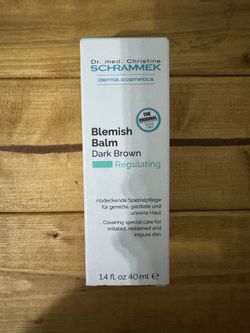 Dr. med. Christine
SCHRAMMEK
derma.cosmetics
THE ORIGINAL
Blemish
Balm
Dark Brown
Regulating
Abdeckende Spezialpflege
für gereizte, gerötete und
unreine Haut
Covering special care for
irritated, reddened and
impure skin
1.4 fl. oz 40 ml ℮